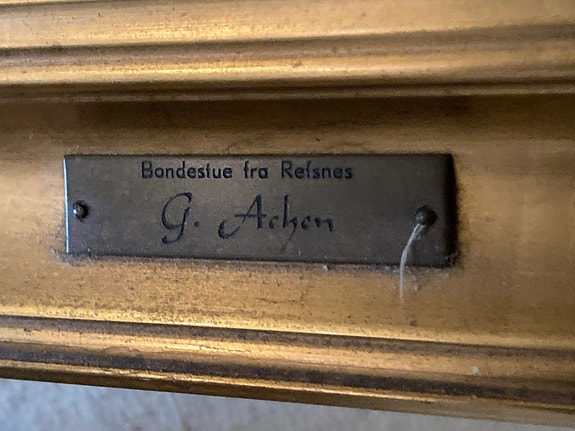 Bondestue fra Refsnes
G. Achen